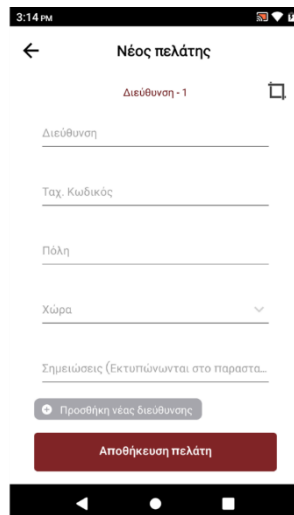 3:14 PM
Νέος πελάτης
Διεύθυνση - 1
Διεύθυνση
Ταχ. Κωδικός
Πόλη
Χώρα
Σημειώσεις (Εκτυπώνωνται στο παραστα...
Προσθήκη νέας διεύθυνσης
Αποθήκευση πελάτη